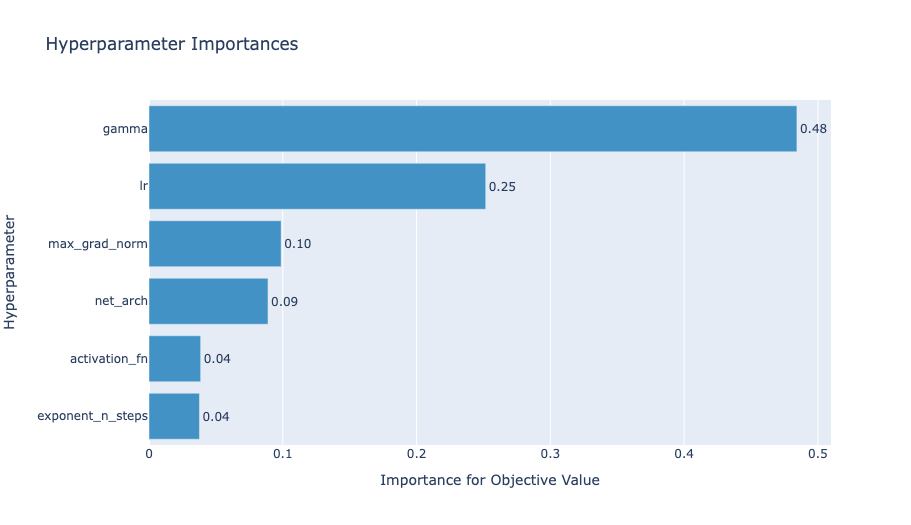 Hyperparameter Importances
Hyperparameter
gamma
0.48
lr
0.25
max_grad_norm
0.10
net_arch
0.09
activation_fn
0.04
exponent_n_steps
0.04
0
0.1
0.2
0.3
0.4
0.5
Importance for Objective Value